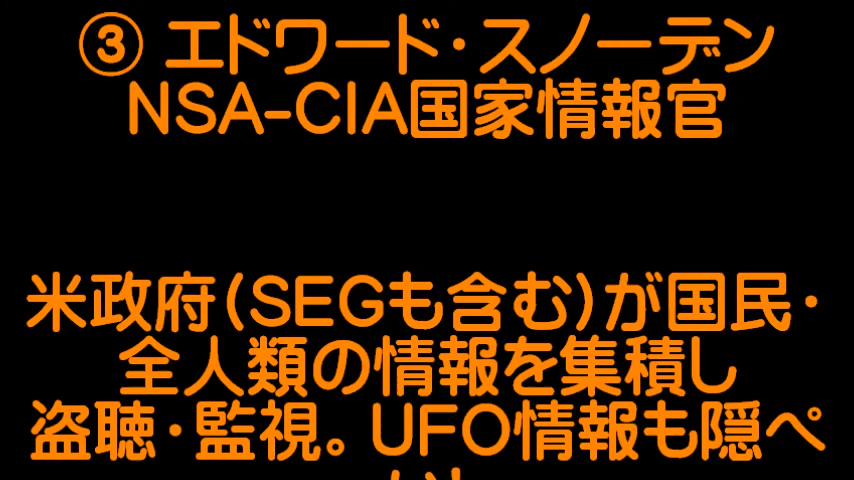 ③ エドワード・スノーデン
NSA-CIA国家情報官
米政府(SEGも含む)が国民・
全人類の情報を集積し
盗聴・監視。UFO情報も隠ぺ